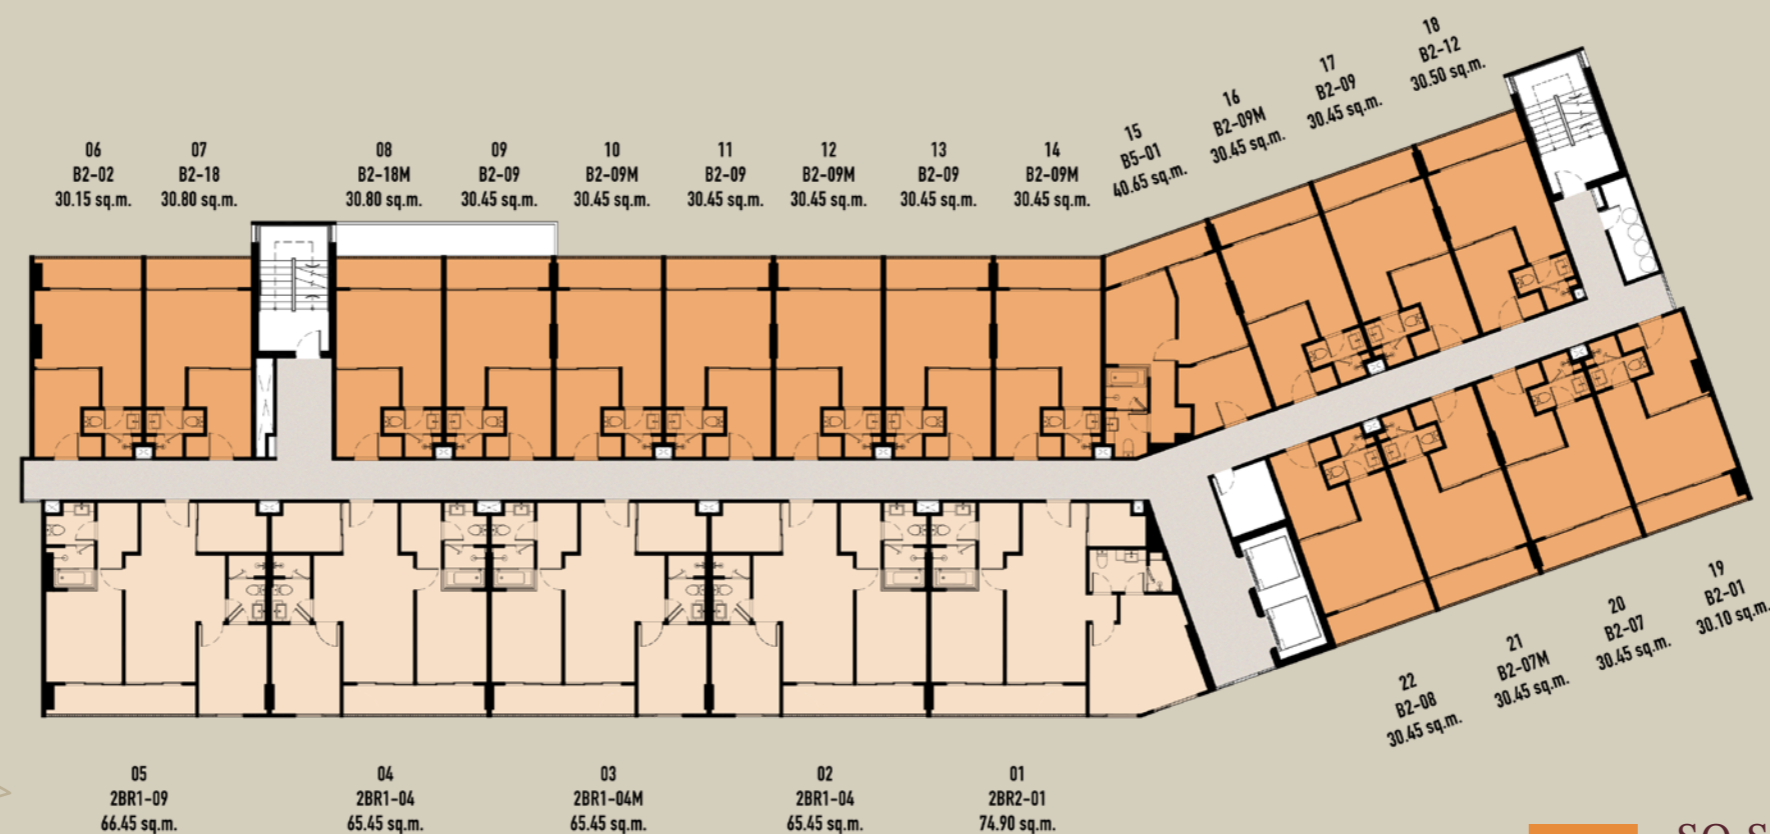 06
B2-02
30.15 sq.m.
07
B2-18
30.80 sq.m.
08
B2-18M
30.80 sq.m.
09
B2-09
30.45 sq.m.
10
B2-09M
30.45 sq.m.
11
B2-09
30.45 sq.m.
12
B2-09M
30.45 sq.m.
13
B2-09
30.45 sq.m.
14
B2-09M
30.45 sq.m.
15
B5-01
40.65 sq.m.
16
B2-09M
30.45 sq.m.
17
B2-09
30.45 sq.m.
18
B2-12
30.50 sq.m.
19
B2-01
30.10 sq.m.
20
B2-07
30.45 sq.m.
21
B2-07M
30.45 sq.m.
22
B2-08
30.45 sq.m.
05
2BR1-09
66.45 sq.m.
04
2BR1-04
65.45 sq.m.
03
2BR1-04M
65.45 sq.m.
02
2BR1-04
65.45 sq.m.
01
2BR2-01
74.90 sq.m.